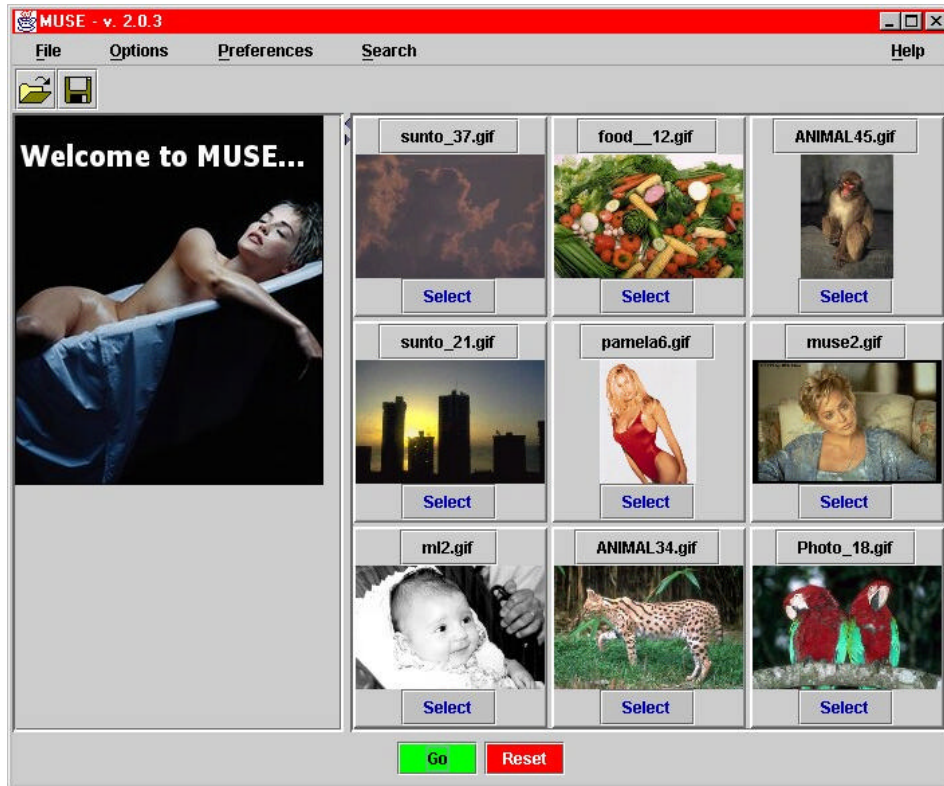 MUSE - v. 2.0.3
File Options Preferences Search Help
Welcome to MUSE...
sunto_37.gif food__12.gif ANIMAL45.gif
Select Select Select
sunto_21.gif pamela6.gif muse2.gif
Select Select Select
ml2.gif ANIMAL34.gif Photo_18.gif
Select Select Select
Go Reset